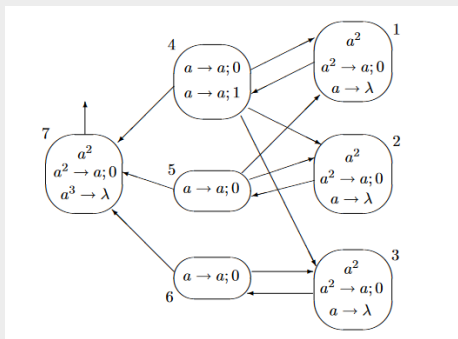 1
a² 
a² → a; 0
a → λ
4
a → a; 0
a → a; 1
2
a²
a² → a; 0
a → λ
7
a²
a² → a; 0
a³ → λ
5
a → a; 0
3
a²
a² → a; 0
a → λ
6
a → a; 0